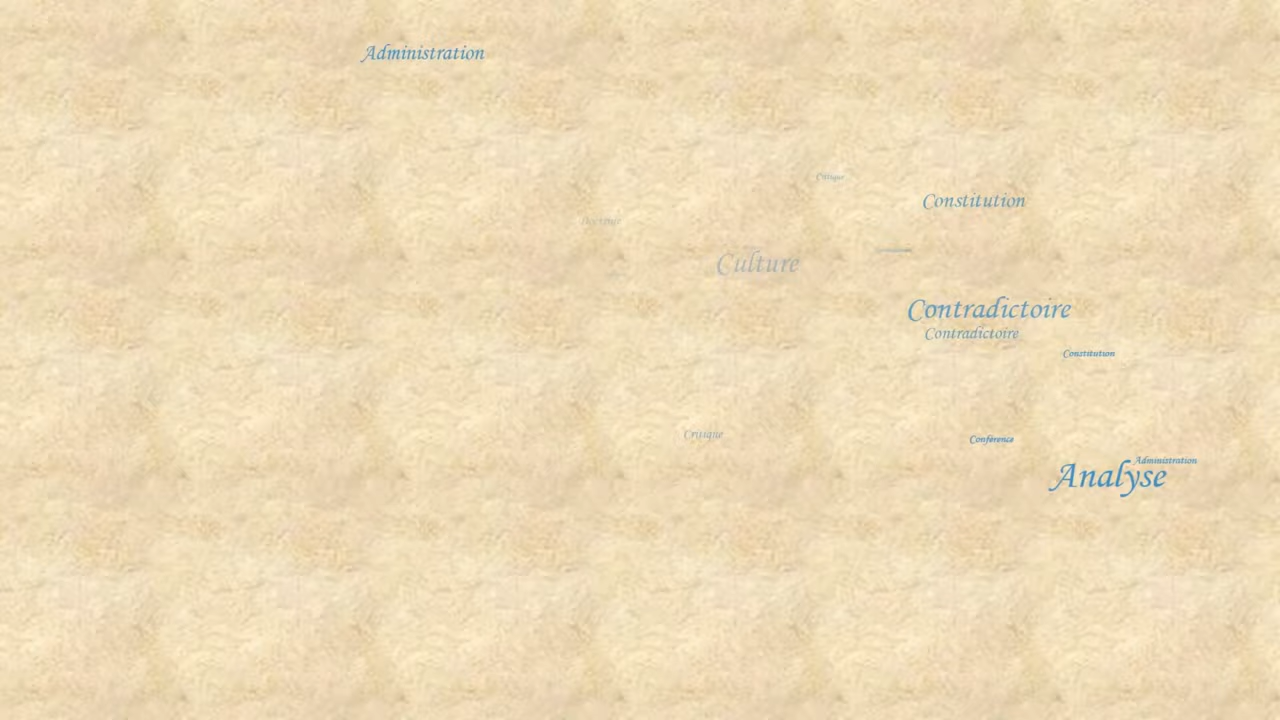 Administration
Critique
Constitution
Culture
Contradictoire
Contradictoire
Constitution
Critique
Conférence
Administration
Analyse